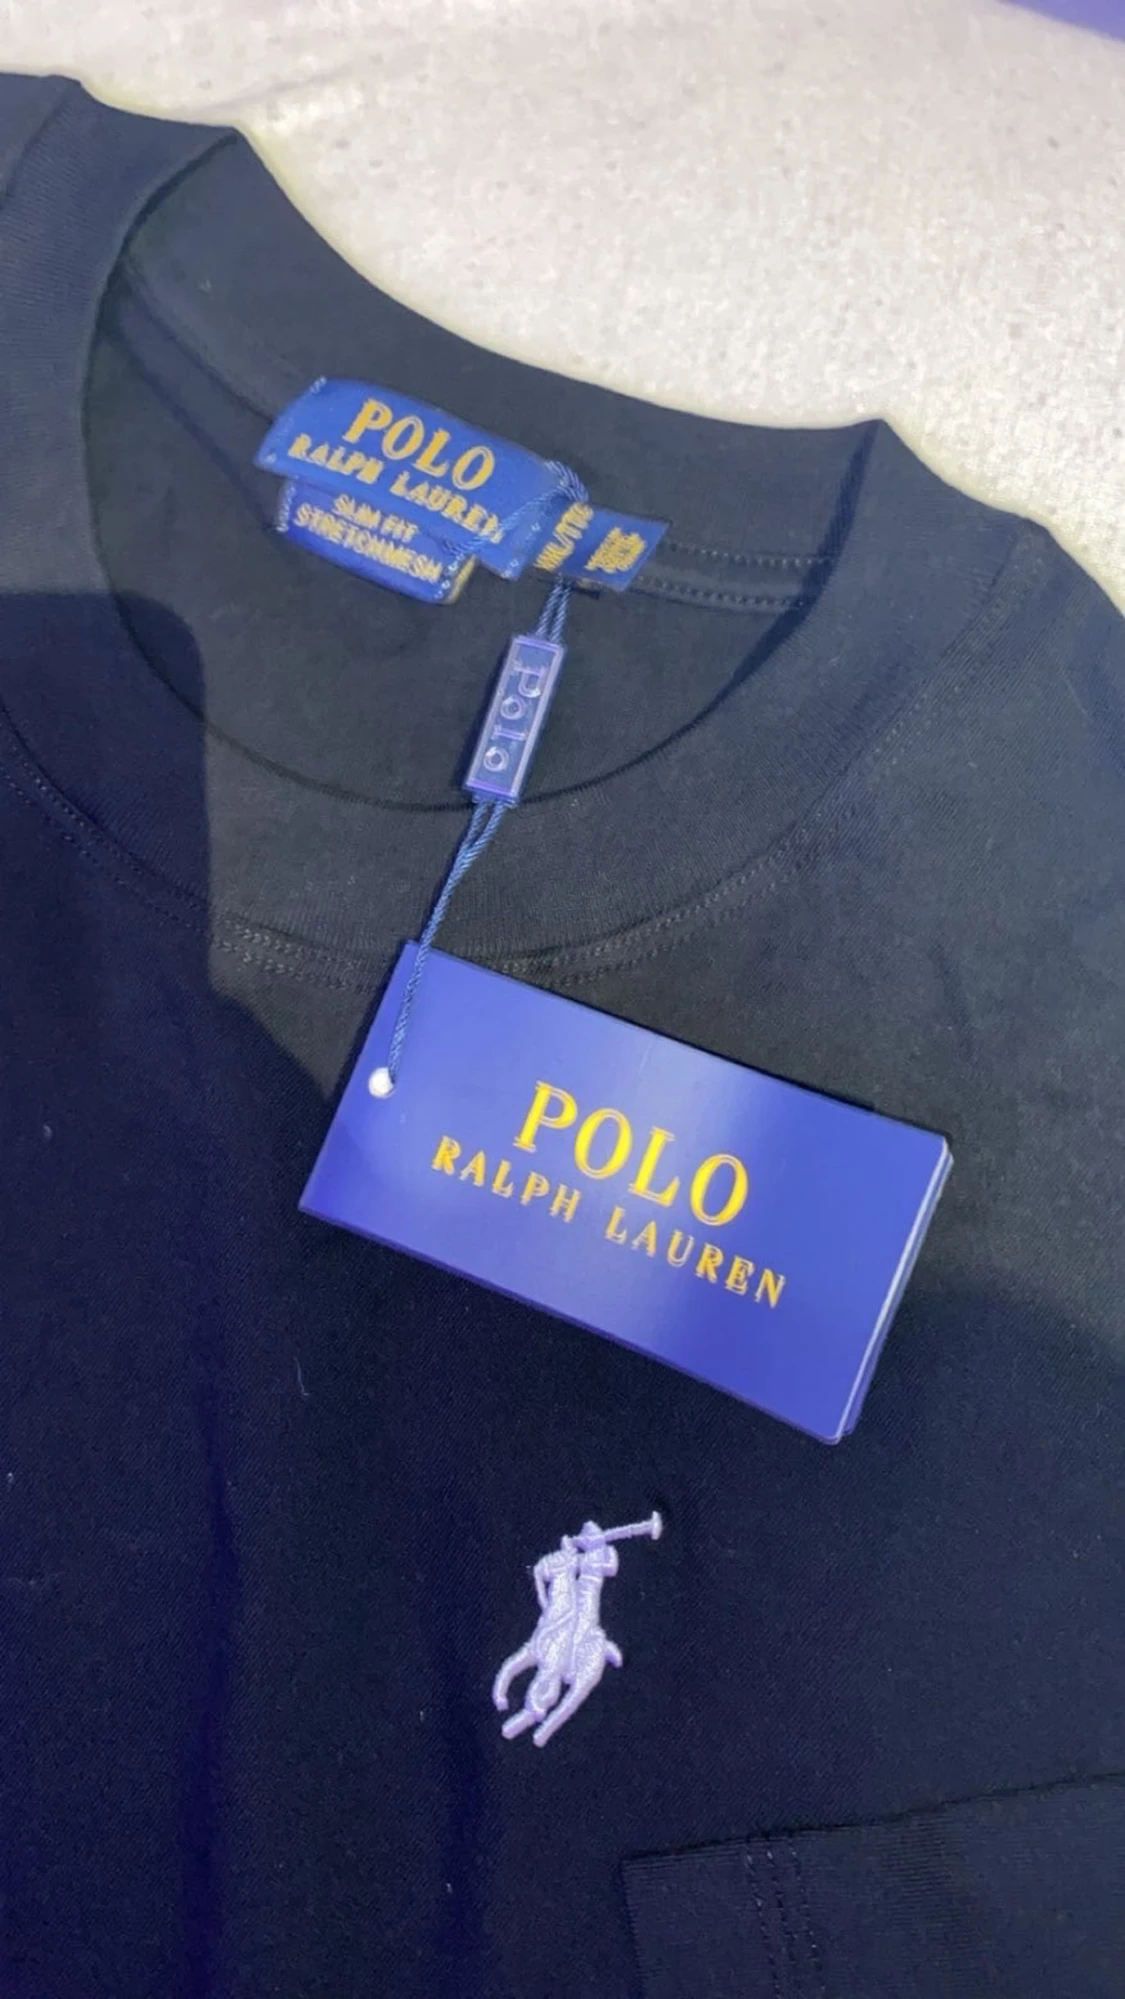 POLO
RALPH LAUREN
SLIM FIT
STRETCH MESH
Polo
POLO
RALPH LAUREN